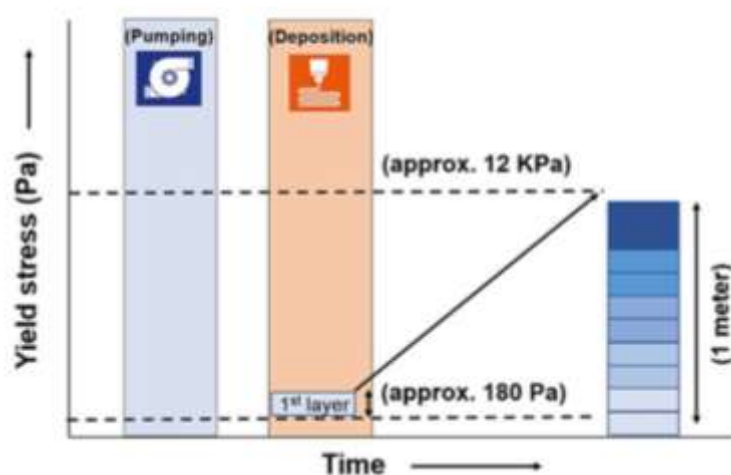 (Pumping)
(Deposition)
Yield stress (Pa)
(approx. 12 KPa)
(approx. 180 Pa)
1st layer
(1 meter)
Time